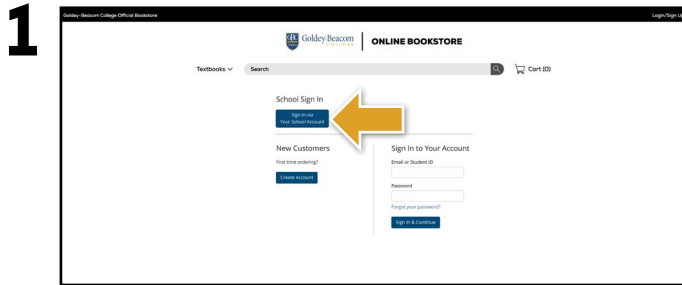 1
Goldey-Beacom College Official Bookstore
Login/Sign Up
GBC Goldey-Beacom COLLEGE ONLINE BOOKSTORE
Textbooks Search Cart (0)
School Sign In
Sign In via
Your School Account
New Customers
First time ordering?
Create Account
Sign In to Your Account
Email or Student ID
Password
Forgot your password?
Sign In & Continue